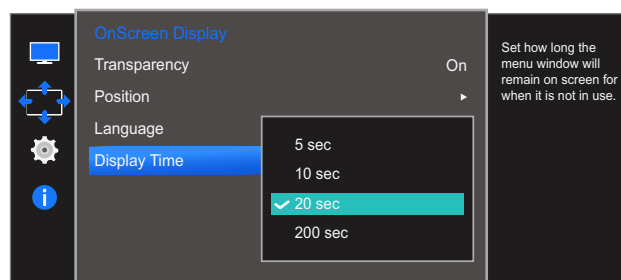 OnScreen Display
Transparency On
Position
Language
Display Time
5 sec
10 sec
20 sec
200 sec
Set how long the
menu window will
remain on screen for
when it is not in use.